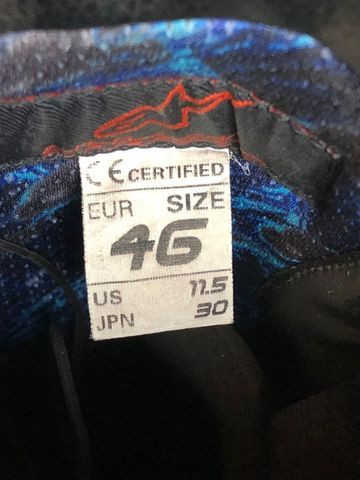 CE CERTIFIED
EUR SIZE
46
US 11.5
JPN 30